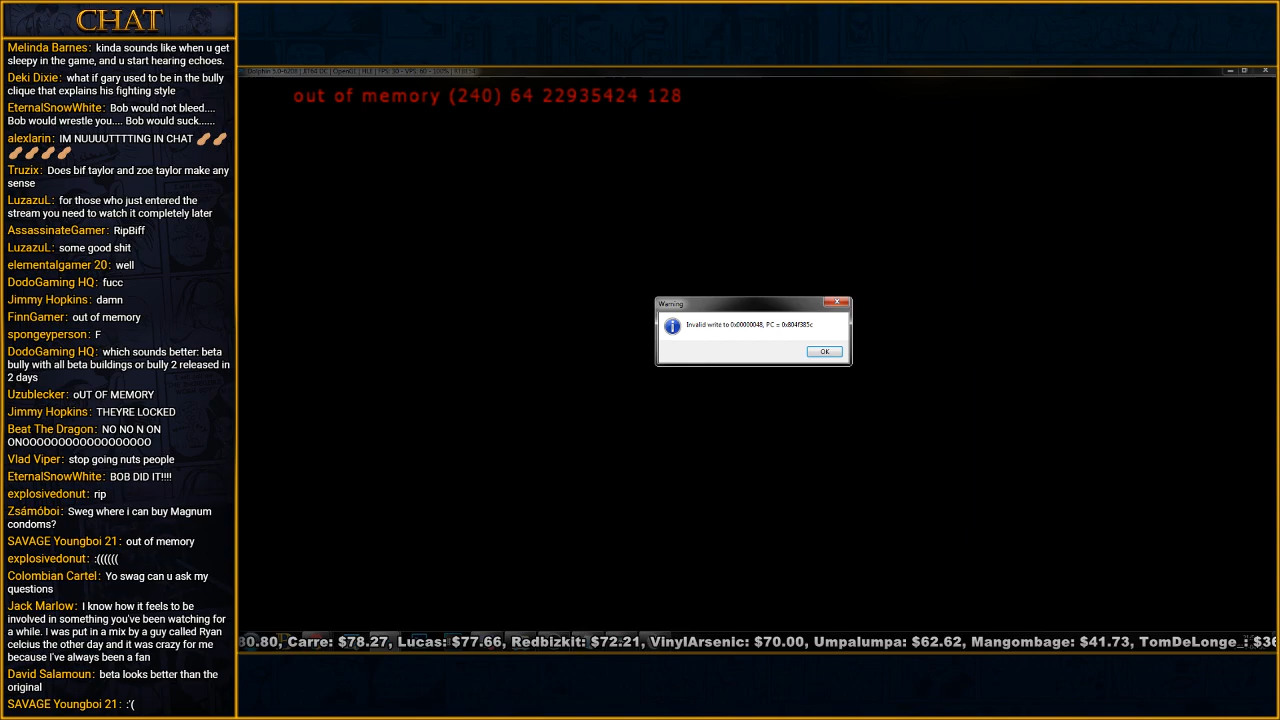 CHAT
Melinda Barnes: kinda sounds like when u get
sleepy in the game, and u start hearing echoes.
Deki Dixie: what if gary used to be in the bully
clique that explains his fighting style
EternalSnowWhite: Bob would not bleed....
Bob would wrestle you.... Bob would suck......
alexlarin: IM NUUUUTTTTING IN CHAT 🥜 🥜
🥜 🥜 🥜 🥜
Truzix: Does bif taylor and zoe taylor make any
sense
LuzazuL: for those who just entered the
stream you need to watch it completely later
AssassinateGamer: RipBiff
LuzazuL: some good shit
elementalgamer 20: well
DodoGaming HQ: fucc
Jimmy Hopkins: damn
FinnGamer: out of memory
spongeyperson: F
DodoGaming HQ: which sounds better: beta
bully with all beta buildings or bully 2 released in
2 days
Uzublecker: oUT OF MEMORY
Jimmy Hopkins: THEYRE LOCKED
Beat The Dragon: NO NO N ON
ONOOOOOOOOOOOOOOOOOO
Vlad Viper: stop going nuts people
EternalSnowWhite: BOB DID IT!!!!
explosivedonut: rip
Zsámóboi: Sweg where i can buy Magnum
condoms?
SAVAGE Youngboi 21: out of memory
explosivedonut: :((((((
Colombian Cartel: Yo swag can u ask my
questions
Jack Marlow: I know how it feels to be
involved in something you've been watching for
a while. I was put in a mix by a guy called Ryan
celcius the other day and it was crazy for me
because I've always been a fan
David Salamoun: beta looks better than the
original
SAVAGE Youngboi 21: :'(
out of memory (240) 64 22935424 128
Warning
Invalid write to 0x00000048, PC = 0x804f385c
OK
80.80, Carre: $78.27, Lucas: $77.66, Redbizkit: $72.21, VinylArsenic: $70.00, Umpalumpa: $62.62, Mangombage: $41.73, TomDeLonge_: $36